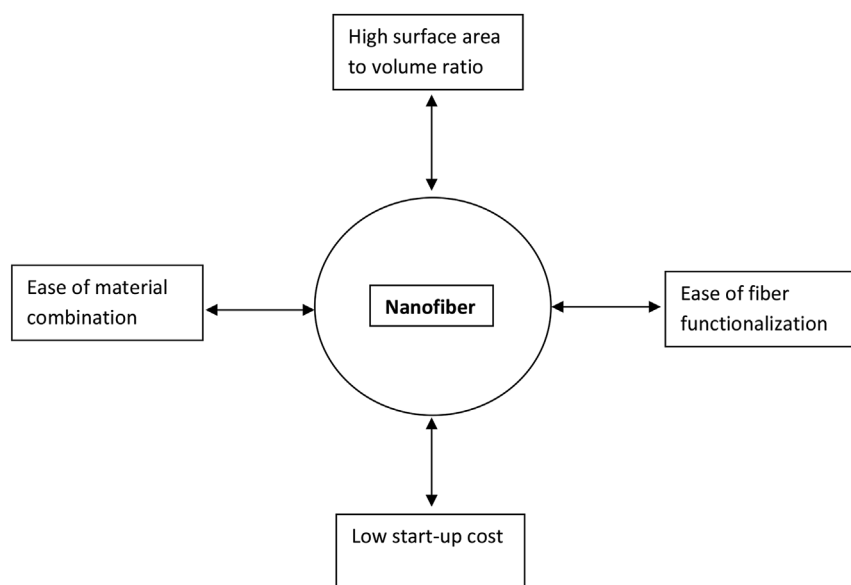 High surface area
to volume ratio
Ease of material
combination
Nanofiber
Ease of fiber
functionalization
Low start-up cost